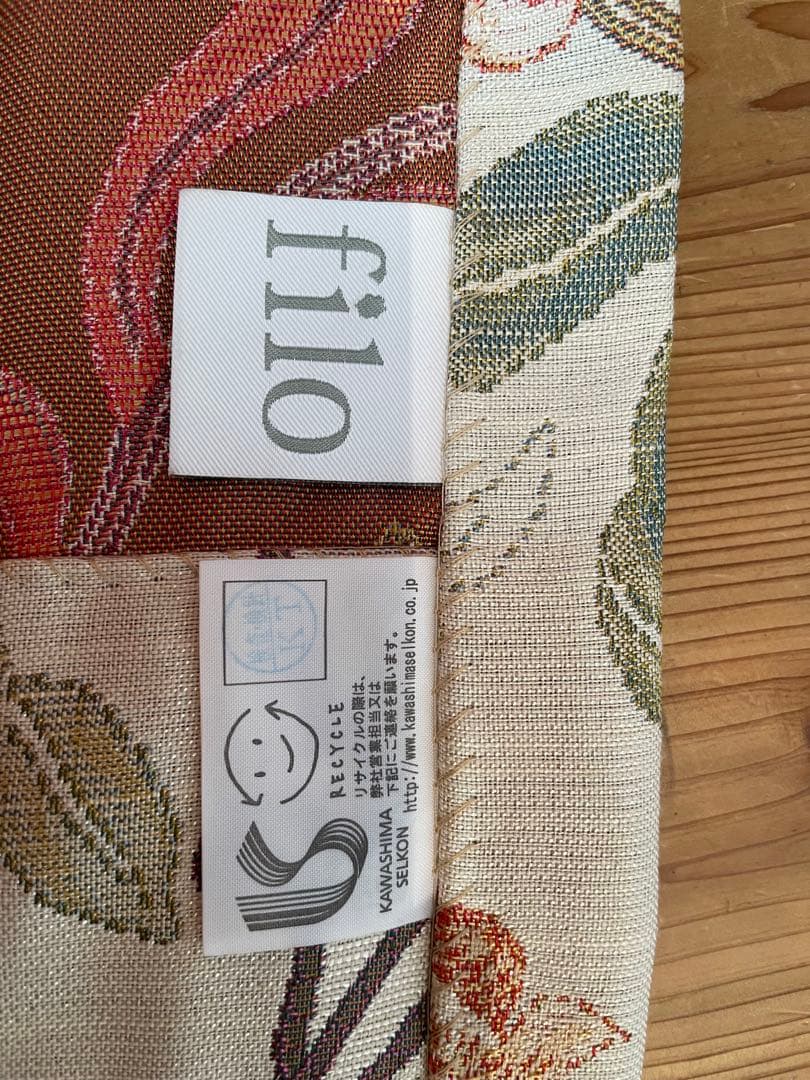 filo
KT
RECYCLE
リサイクルの際は、
弊社営業担当又は
下記にご連絡を願います。
http://www.kawashimaselkon.co.jp
KAWASHIMA
SELKON